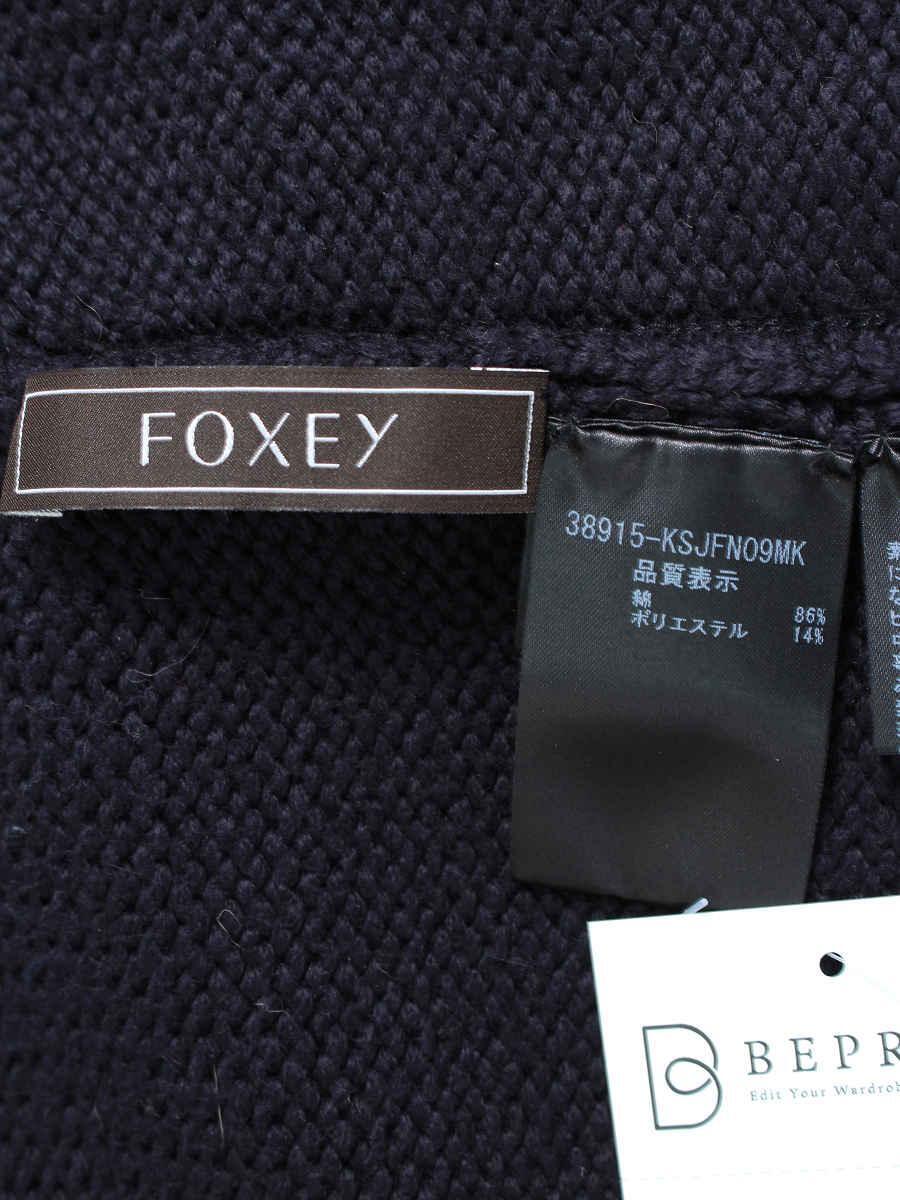 FOXEY
38915-KSJFN09MK
品質表示
綿 86%
ポリエステル 14%
BEPR
Edit Your Wardrob